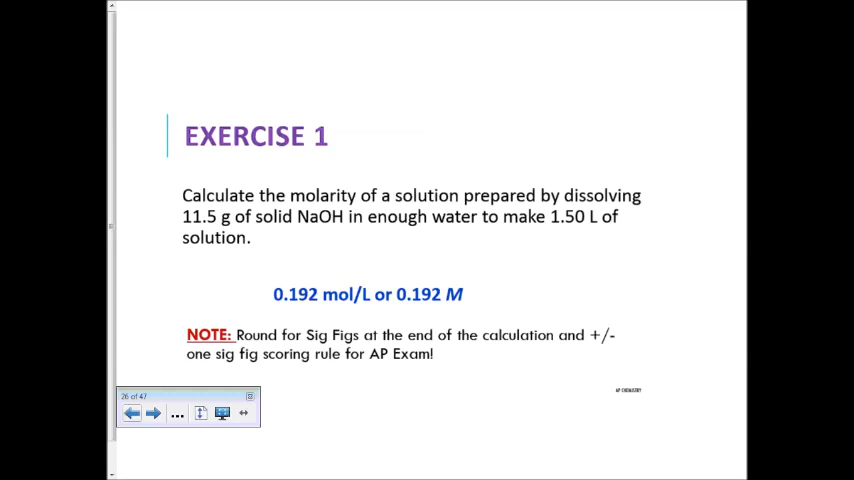 EXERCISE 1
Calculate the molarity of a solution prepared by dissolving
11.5 g of solid NaOH in enough water to make 1.50 L of
solution.
0.192 mol/L or 0.192 M
NOTE: Round for Sig Figs at the end of the calculation and +/-
one sig fig scoring rule for AP Exam!
AP CHEMISTRY
26 of 47